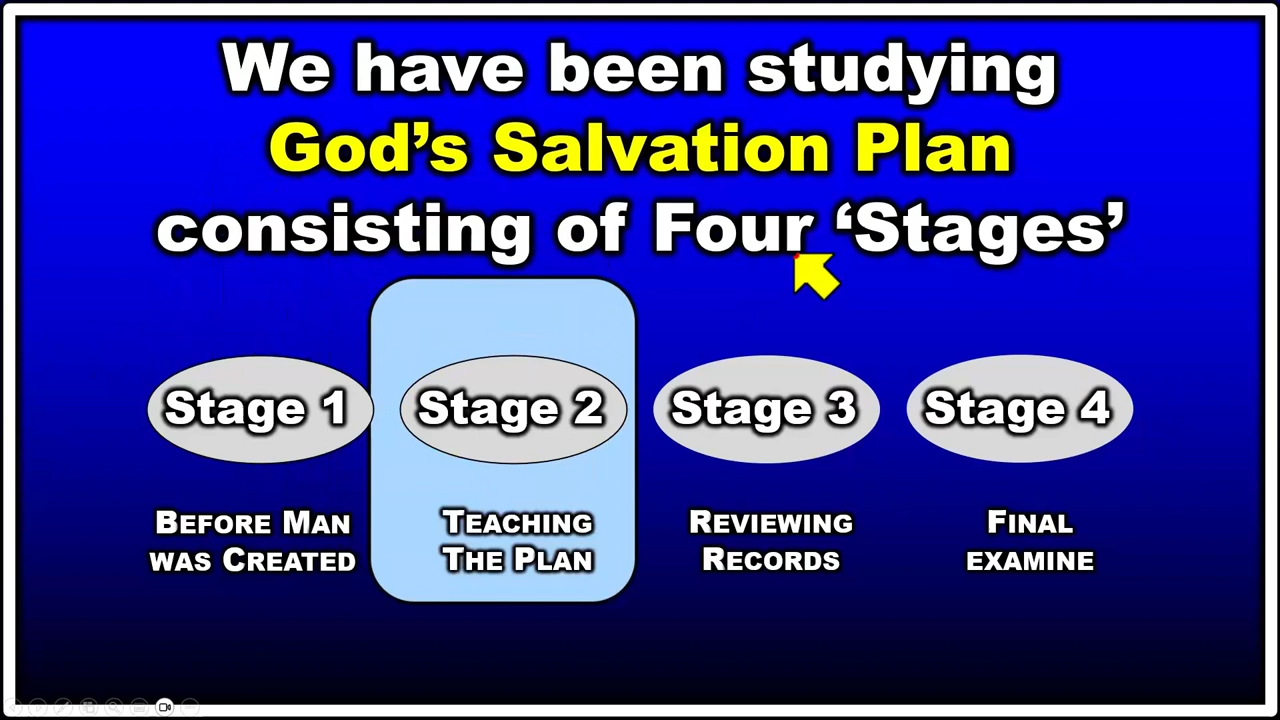 We have been studying
God’s Salvation Plan
consisting of Four ‘Stages’
Stage 1
Stage 2
Stage 3
Stage 4
BEFORE MAN
WAS CREATED
TEACHING
THE PLAN
REVIEWING
RECORDS
FINAL
EXAMINE